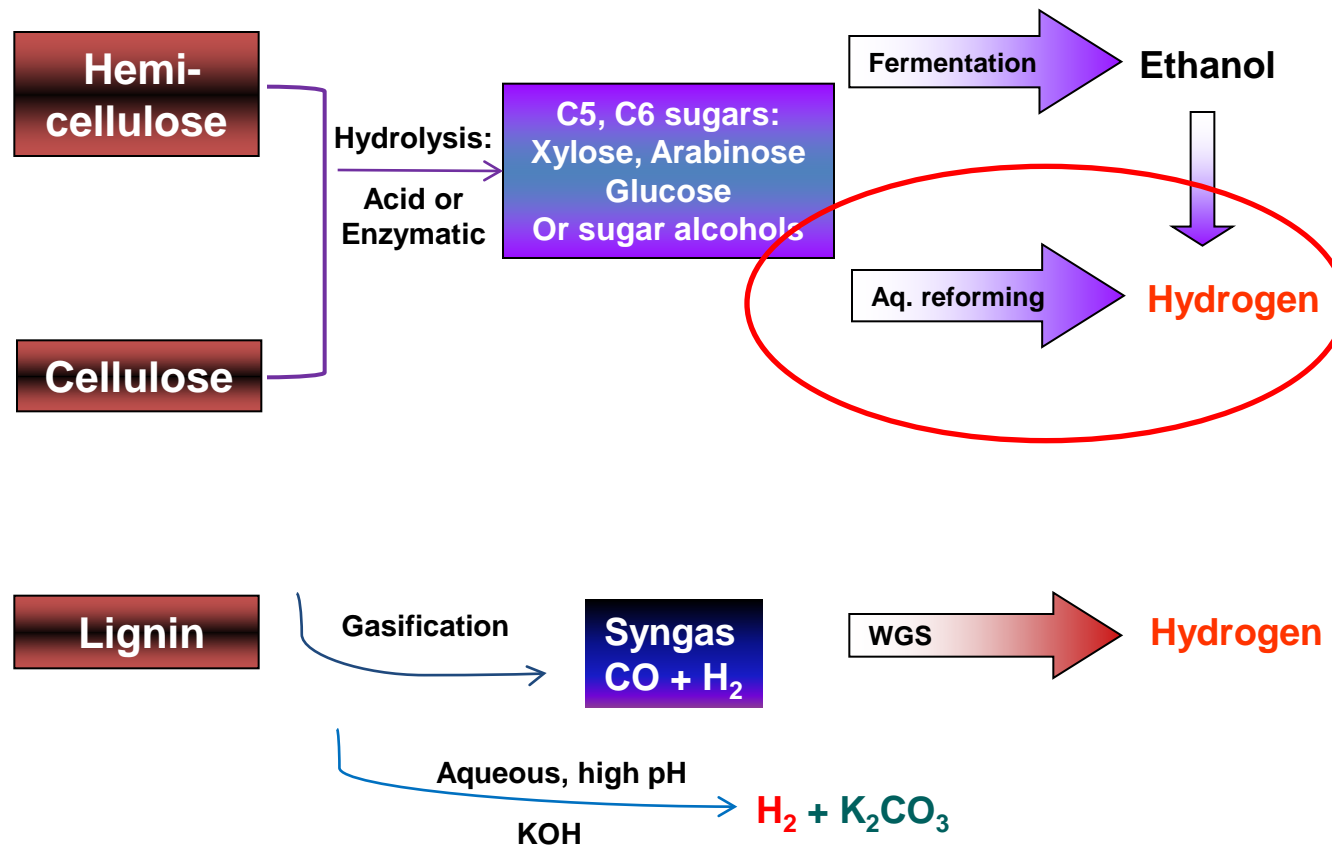 Hemi-
cellulose
Hydrolysis:
Acid or
Enzymatic
C5, C6 sugars:
Xylose, Arabinose
Glucose
Or sugar alcohols
Fermentation
Ethanol
Aq. reforming
Hydrogen
Cellulose
Lignin
Gasification
Syngas
CO + H₂
WGS
Hydrogen
Aqueous, high pH
KOH
H₂ + K₂CO₃